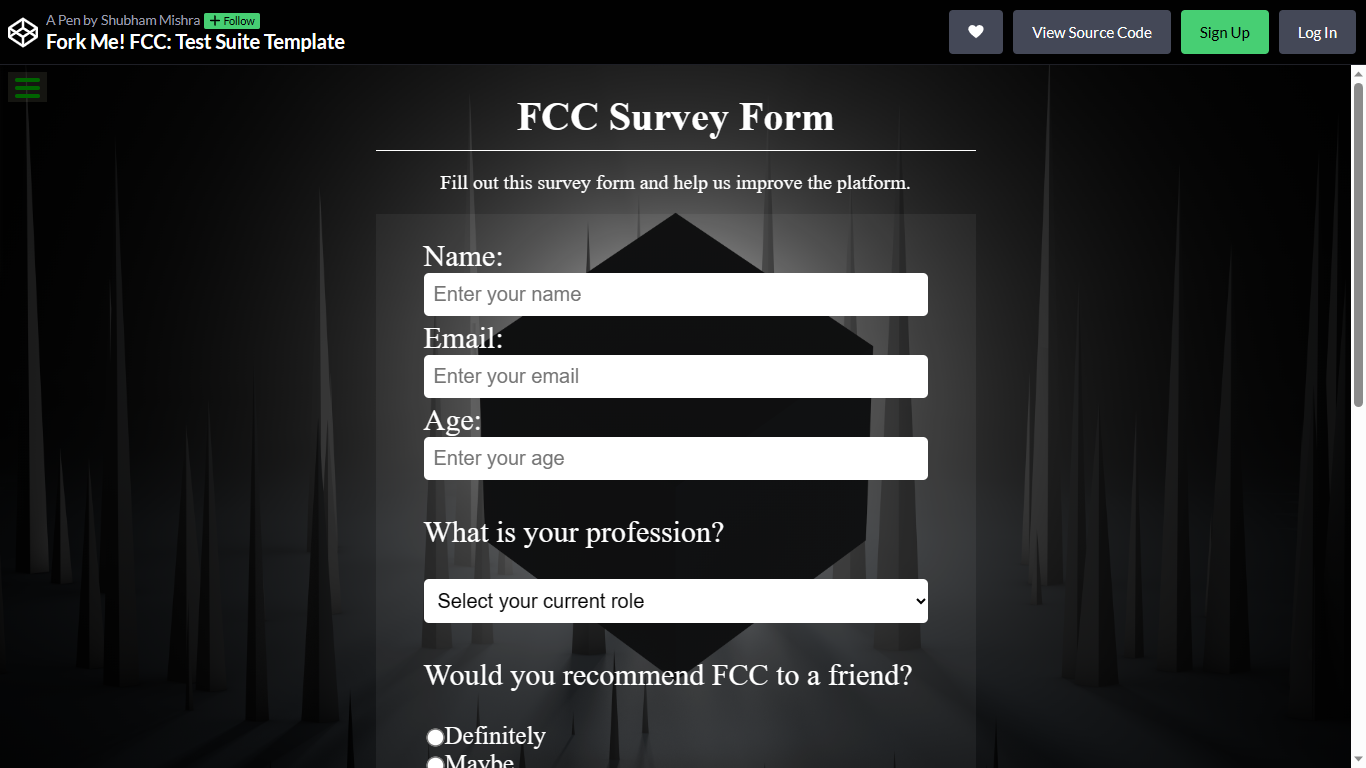 A Pen by Shubham Mishra + Follow
Fork Me! FCC: Test Suite Template
View Source Code
Sign Up
Log In
FCC Survey Form
Fill out this survey form and help us improve the platform.
Name:
Enter your name
Email:
Enter your email
Age:
Enter your age
What is your profession?
Select your current role
Would you recommend FCC to a friend?
Definitely
Maybe